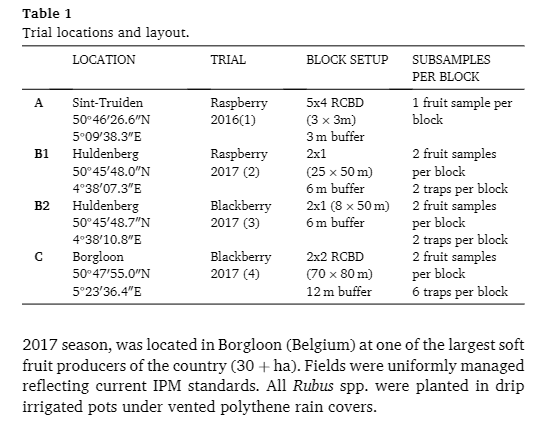 Table 1
Trial locations and layout.
LOCATION TRIAL BLOCK SETUP SUBSAMPLES
PER BLOCK
A Sint-Truiden Raspberry 5x4 RCBD 1 fruit sample per
50°46′26.6″N 2016(1) (3 × 3m) block
5°09′38.3″E 3 m buffer
B1 Huldenberg Raspberry 2x1 2 fruit samples
50°45′48.0″N 2017 (2) (25 × 50 m) per block
4°38′07.3″E 6 m buffer 2 traps per block
B2 Huldenberg Blackberry 2x1 (8 × 50 m) 2 fruit samples
50°45′48.7″N 2017 (3) 6 m buffer per block
4°38′10.8″E 2 traps per block
C Borgloon Blackberry 2x2 RCBD 2 fruit samples
50°47′55.0″N 2017 (4) (70 × 80 m) per block
5°23′36.4″E 12 m buffer 6 traps per block
2017 season, was located in Borgloon (Belgium) at one of the largest soft
fruit producers of the country (30 + ha). Fields were uniformly managed
reflecting current IPM standards. All Rubus spp. were planted in drip
irrigated pots under vented polythene rain covers.